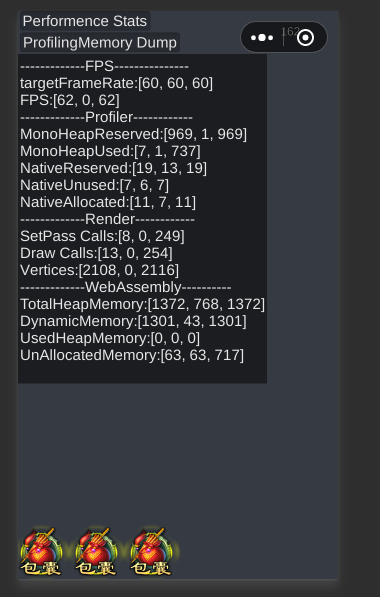 Performence Stats
162
ProfilingMemory Dump
-------------FPS---------------
targetFrameRate:[60, 60, 60]
FPS:[62, 0, 62]
-------------Profiler------------
MonoHeapReserved:[969, 1, 969]
MonoHeapUsed:[7, 1, 737]
NativeReserved:[19, 13, 19]
NativeUnused:[7, 6, 7]
NativeAllocated:[11, 7, 11]
-------------Render------------
SetPass Calls:[8, 0, 249]
Draw Calls:[13, 0, 254]
Vertices:[2108, 0, 2116]
-------------WebAssembly----------
TotalHeapMemory:[1372, 768, 1372]
DynamicMemory:[1301, 43, 1301]
UsedHeapMemory:[0, 0, 0]
UnAllocatedMemory:[63, 63, 717]
包囊 包囊 包囊